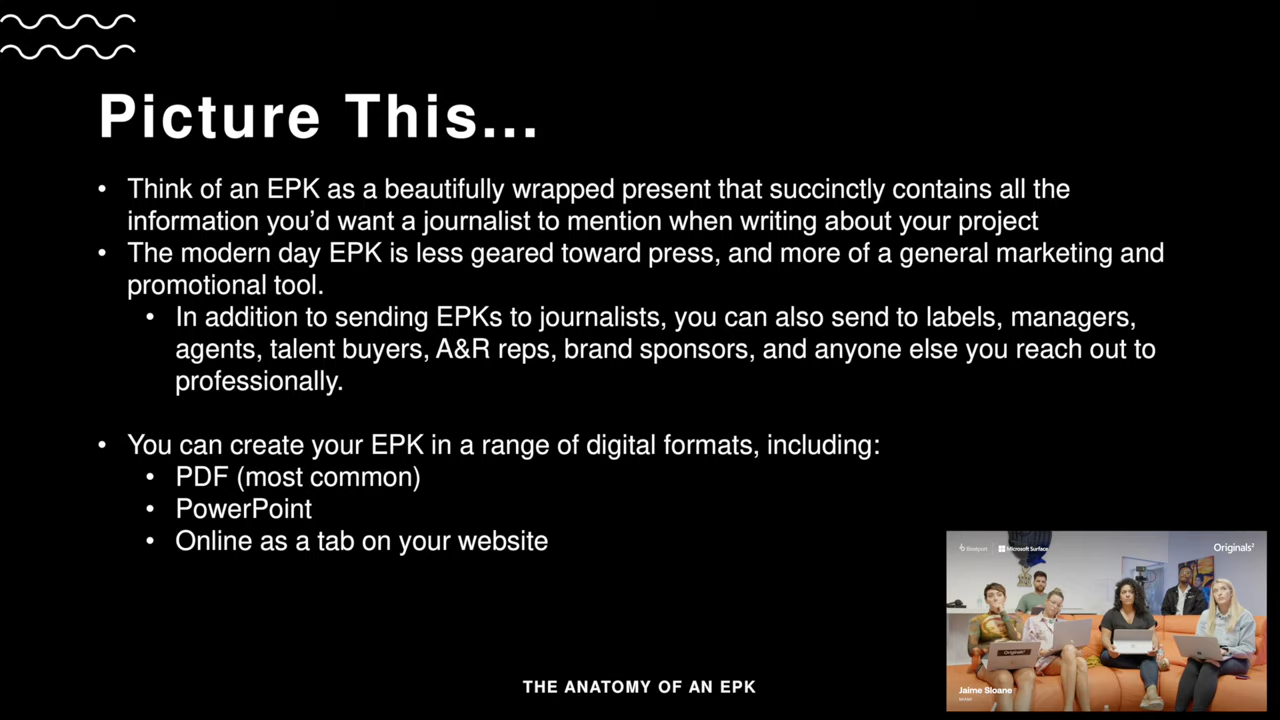 Picture This...
• Think of an EPK as a beautifully wrapped present that succinctly contains all the
information you’d want a journalist to mention when writing about your project
• The modern day EPK is less geared toward press, and more of a general marketing and
promotional tool.
• In addition to sending EPKs to journalists, you can also send to labels, managers,
agents, talent buyers, A&R reps, brand sponsors, and anyone else you reach out to
professionally.
• You can create your EPK in a range of digital formats, including:
• PDF (most common)
• PowerPoint
• Online as a tab on your website
Beatport Microsoft Surface
Originals²
Originals²
Jaime Sloane
THE ANATOMY OF AN EPK